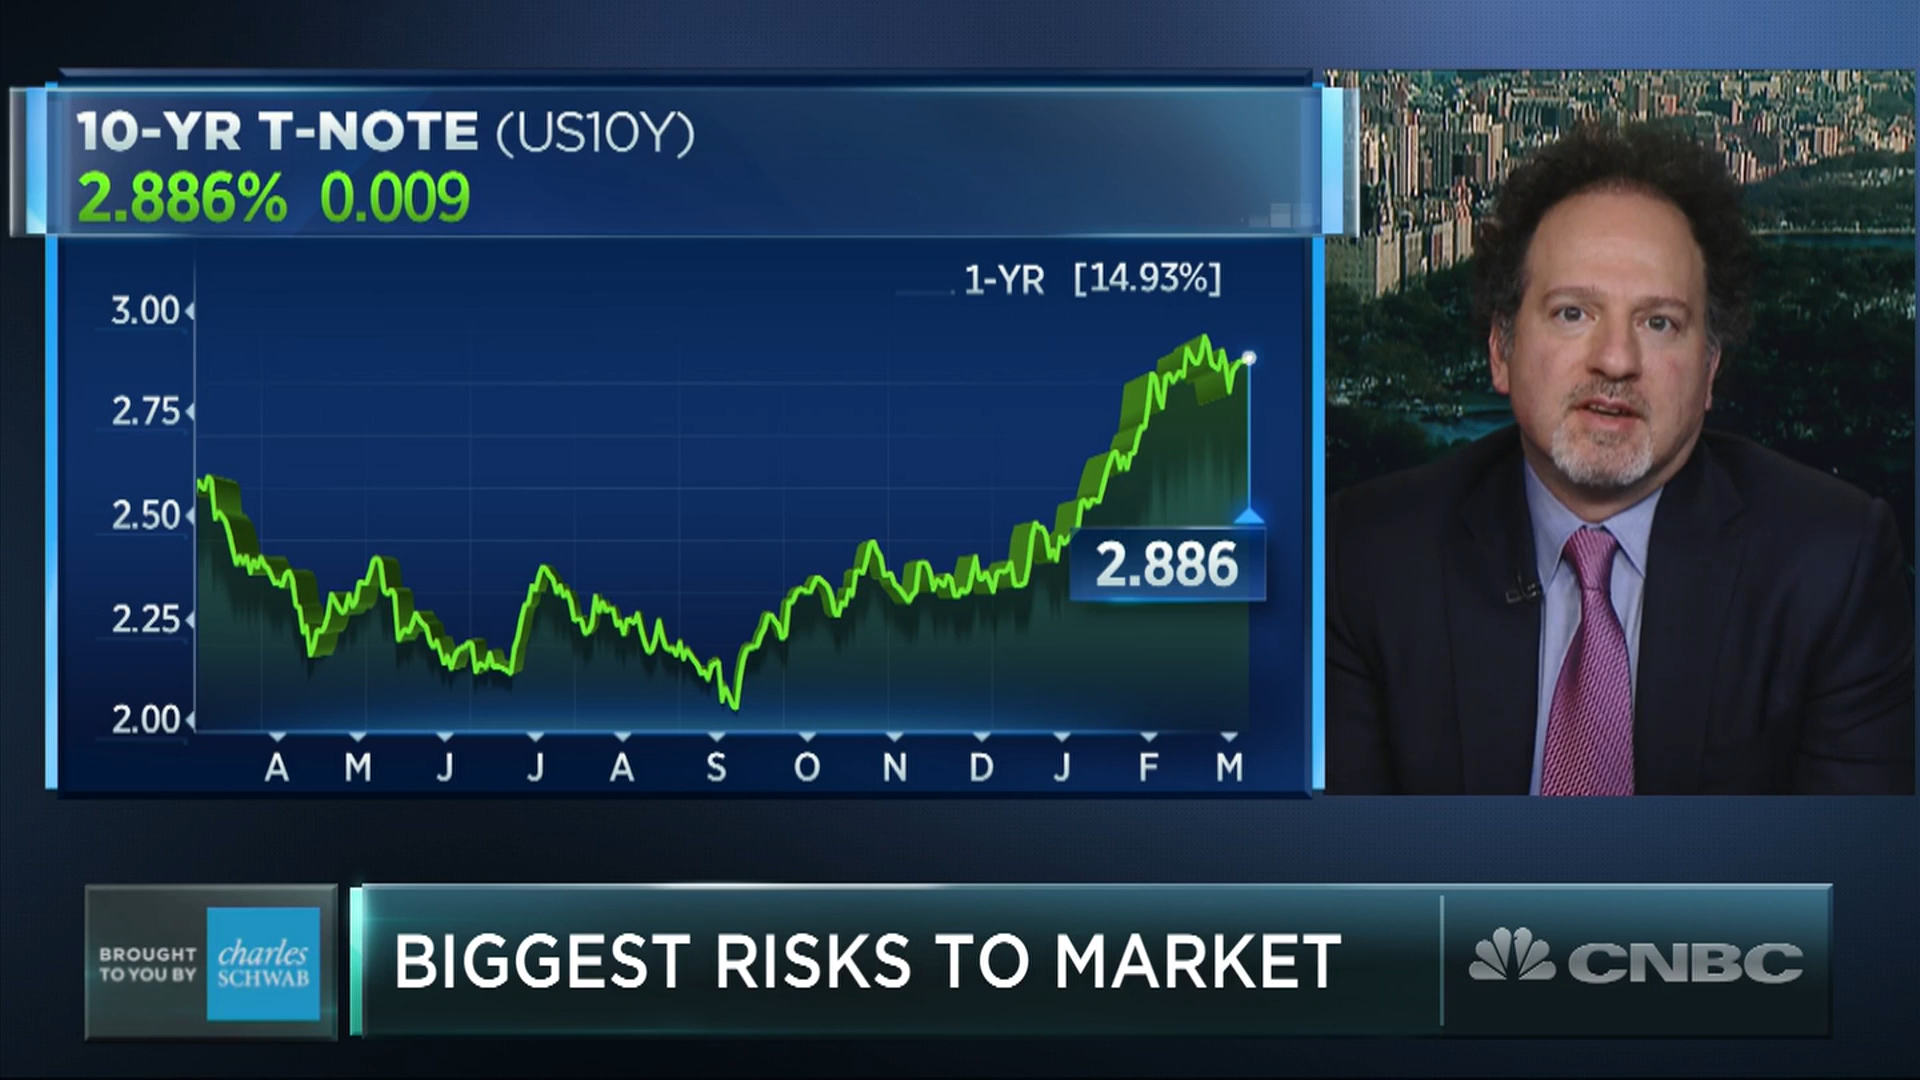 10-YR T-NOTE (US10Y)
2.886% 0.009
1-YR [14.93%]
3.00
2.75
2.50
2.25
2.00
2.886
A M J J A S O N D J F M
BROUGHT
TO YOU BY
charles
SCHWAB
BIGGEST RISKS TO MARKET
CNBC